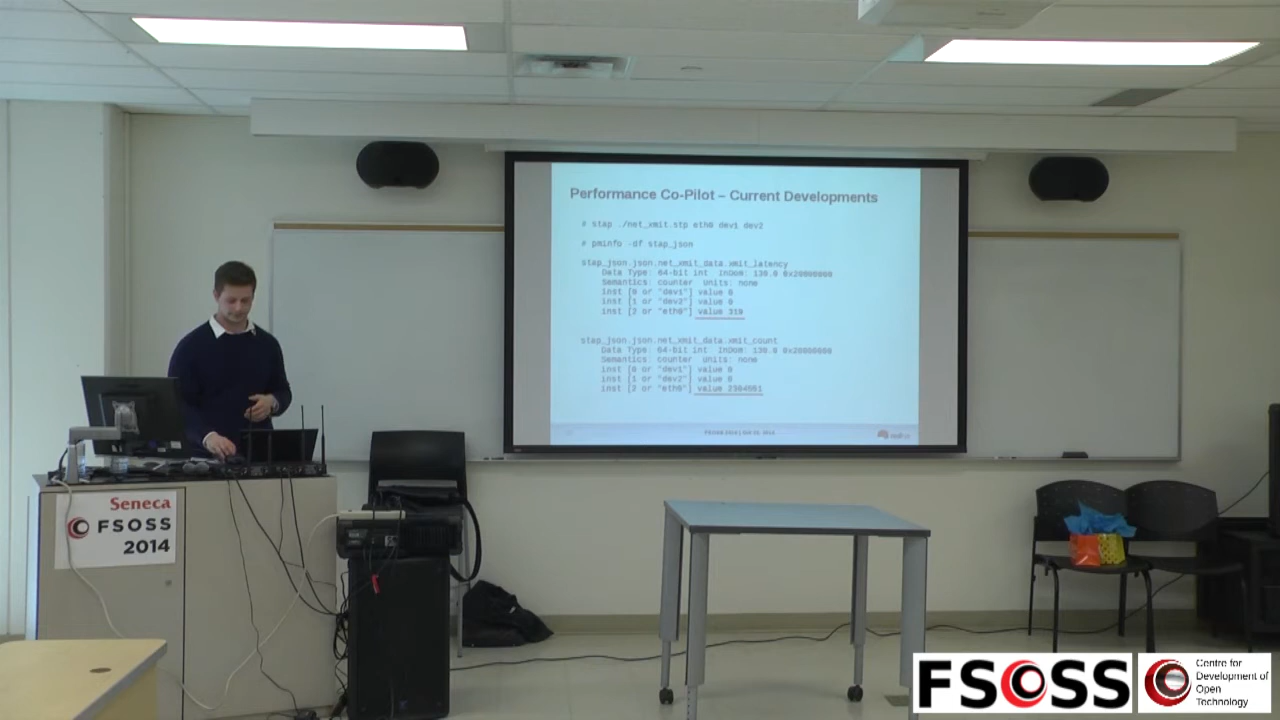 Performance Co-Pilot – Current Developments
# stap ./net_xmit.stp eth0 dev1 dev2
# pminfo -df stap_json
stap_json.json.net_xmit_data.xmit_latency
Data Type: 64-bit int InDom: 130.0
Semantics: counter Units: none
inst [0 or "dev1"] value 0
inst [1 or "dev2"] value 0
inst [2 or "eth0"] value 319
stap_json.json.net_xmit_data.xmit_count
Data Type: 64-bit int InDom: 130.0
Semantics: counter Units: none
inst [0 or "dev1"] value 0
inst [1 or "dev2"] value 0
inst [2 or "eth0"] value
Seneca
FSOSS
2014
FSOSS
Centre for
Development of
Open
Technology